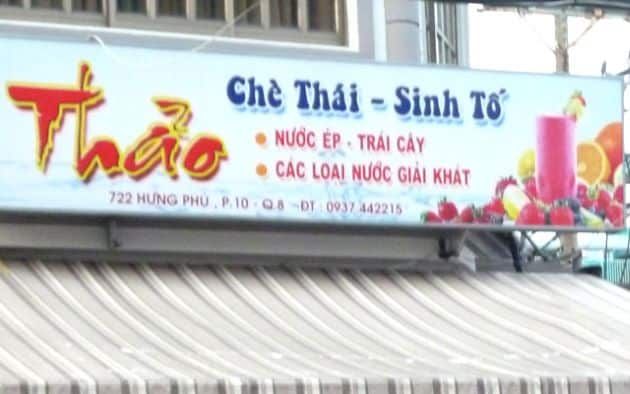 Thảo
Chè Thái - Sinh Tố
NƯỚC ÉP - TRÁI CÂY
CÁC LOẠI NƯỚC GIẢI KHÁT
722 HƯNG PHÚ , P.10 - Q.8 - ĐT : 0937 442215